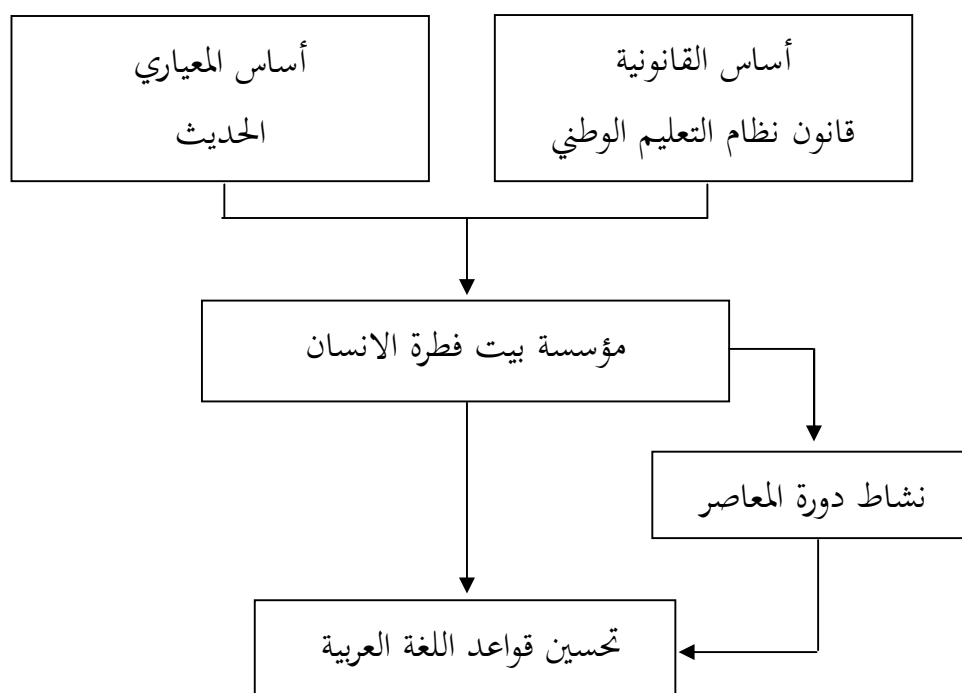 أساس القانونية
قانون نظام التعليم الوطني
أساس المعياري
الحديث
مؤسسة بيت فطرة الانسان
نشاط دورة المعاصر
تحسين قواعد اللغة العربية